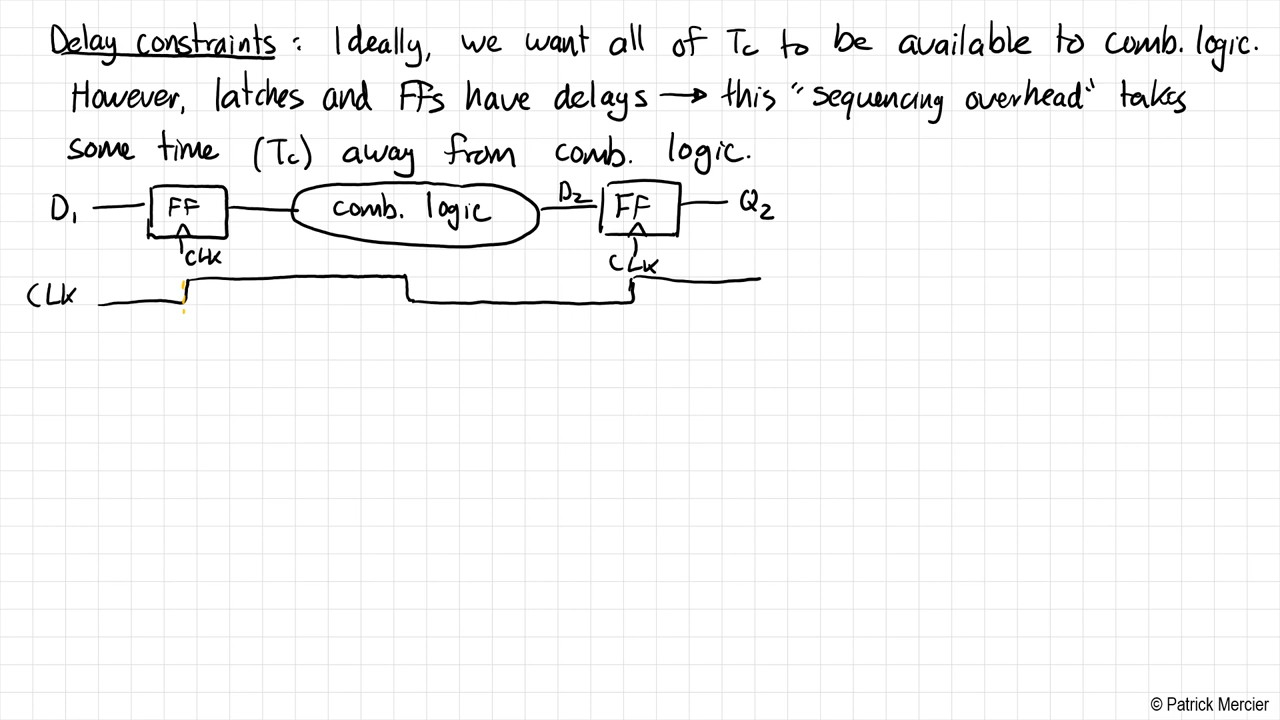 Delay constraints: Ideally, we want all of Tc to be available to comb. logic.
However, latches and FFs have delays → this "sequencing overhead" takes
some time (Tc) away from comb. logic.
D₁ FF comb. logic D₂ FF Q₂
CLK CLK
CLK
© Patrick Mercier